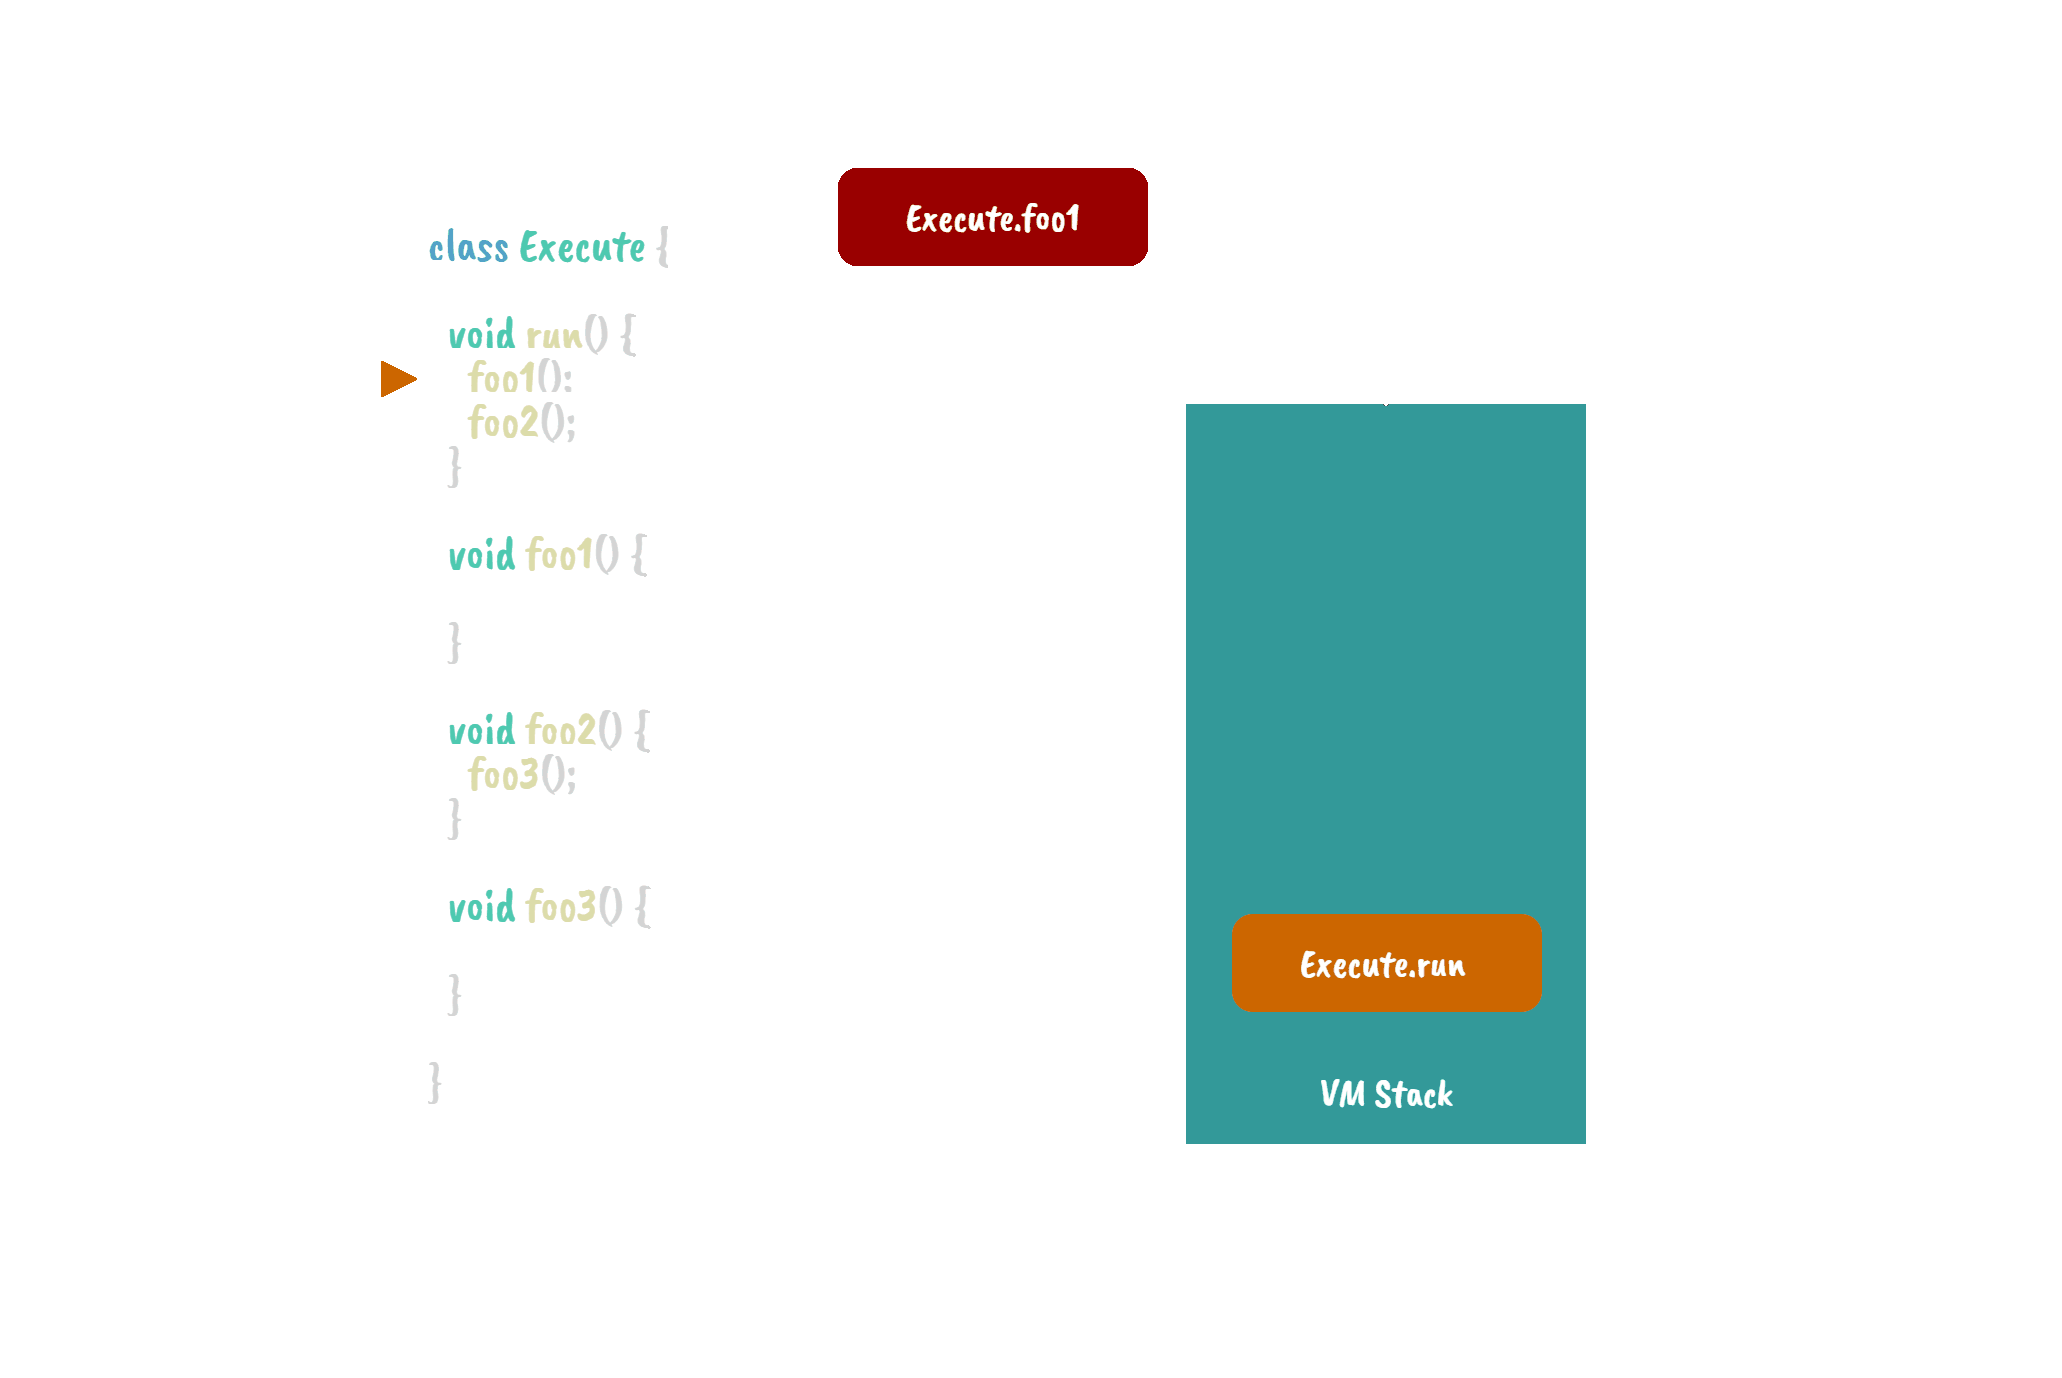 class Execute {
void run() {
foo1();
foo2();
}
void foo1() {
}
void foo2() {
foo3();
}
void foo3() {
}
}
Execute.foo1
Execute.run
VM Stack